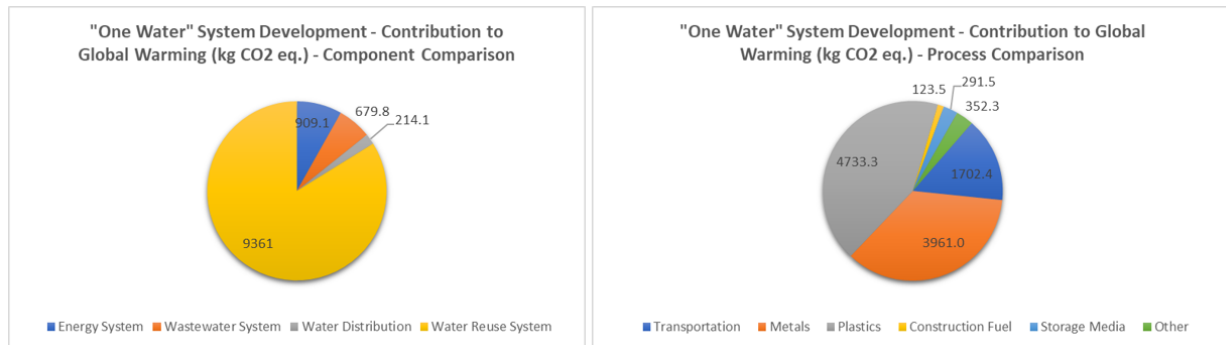 "One Water" System Development - Contribution to
Global Warming (kg CO2 eq.) - Component Comparison
909.1
679.8
214.1
9361
Energy System Wastewater System Water Distribution Water Reuse System
"One Water" System Development - Contribution to Global
Warming (kg CO2 eq.) - Process Comparison
123.5
291.5
352.3
4733.3
1702.4
3961.0
Transportation Metals Plastics Construction Fuel Storage Media Other